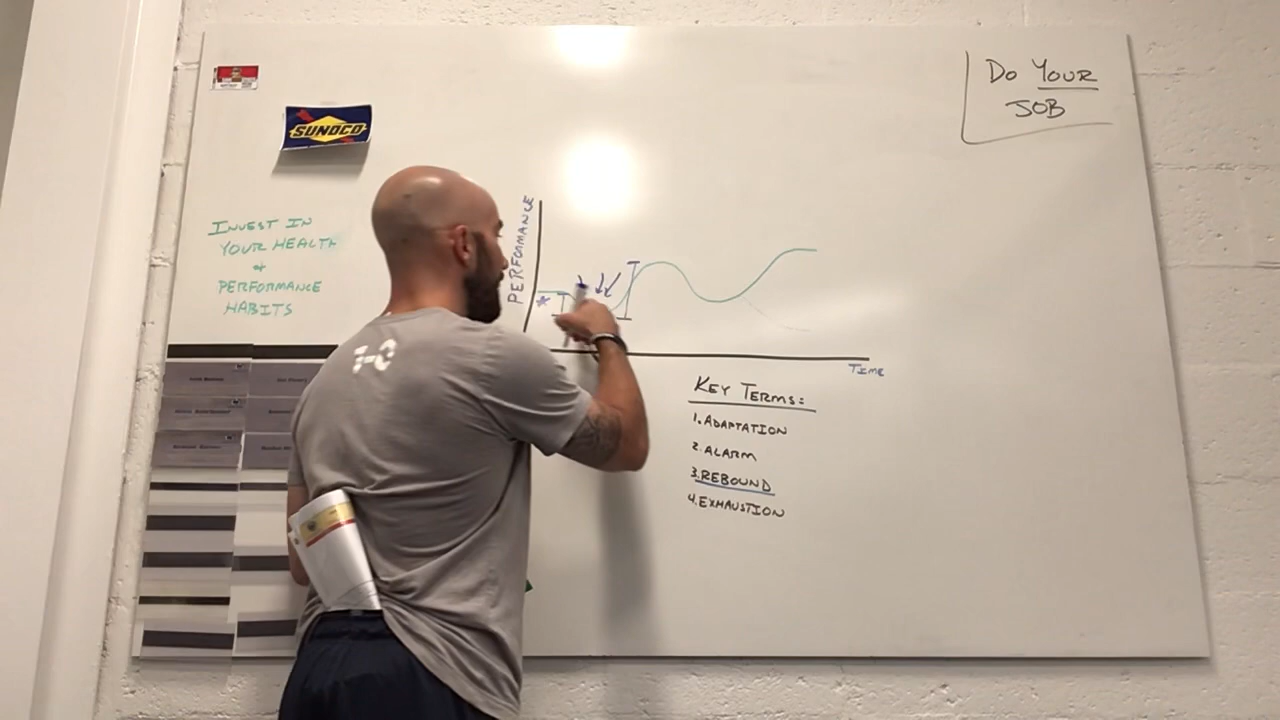 Do YOUR
JOB
SUNOCO
INVEST IN
YOUR HEALTH
+
PERFORMANCE
HABITS
PERFORMANCE
TIME
KEY TERMS:
1. ADAPTATION
2. ALARM
3. REBOUND
4. EXHAUSTION